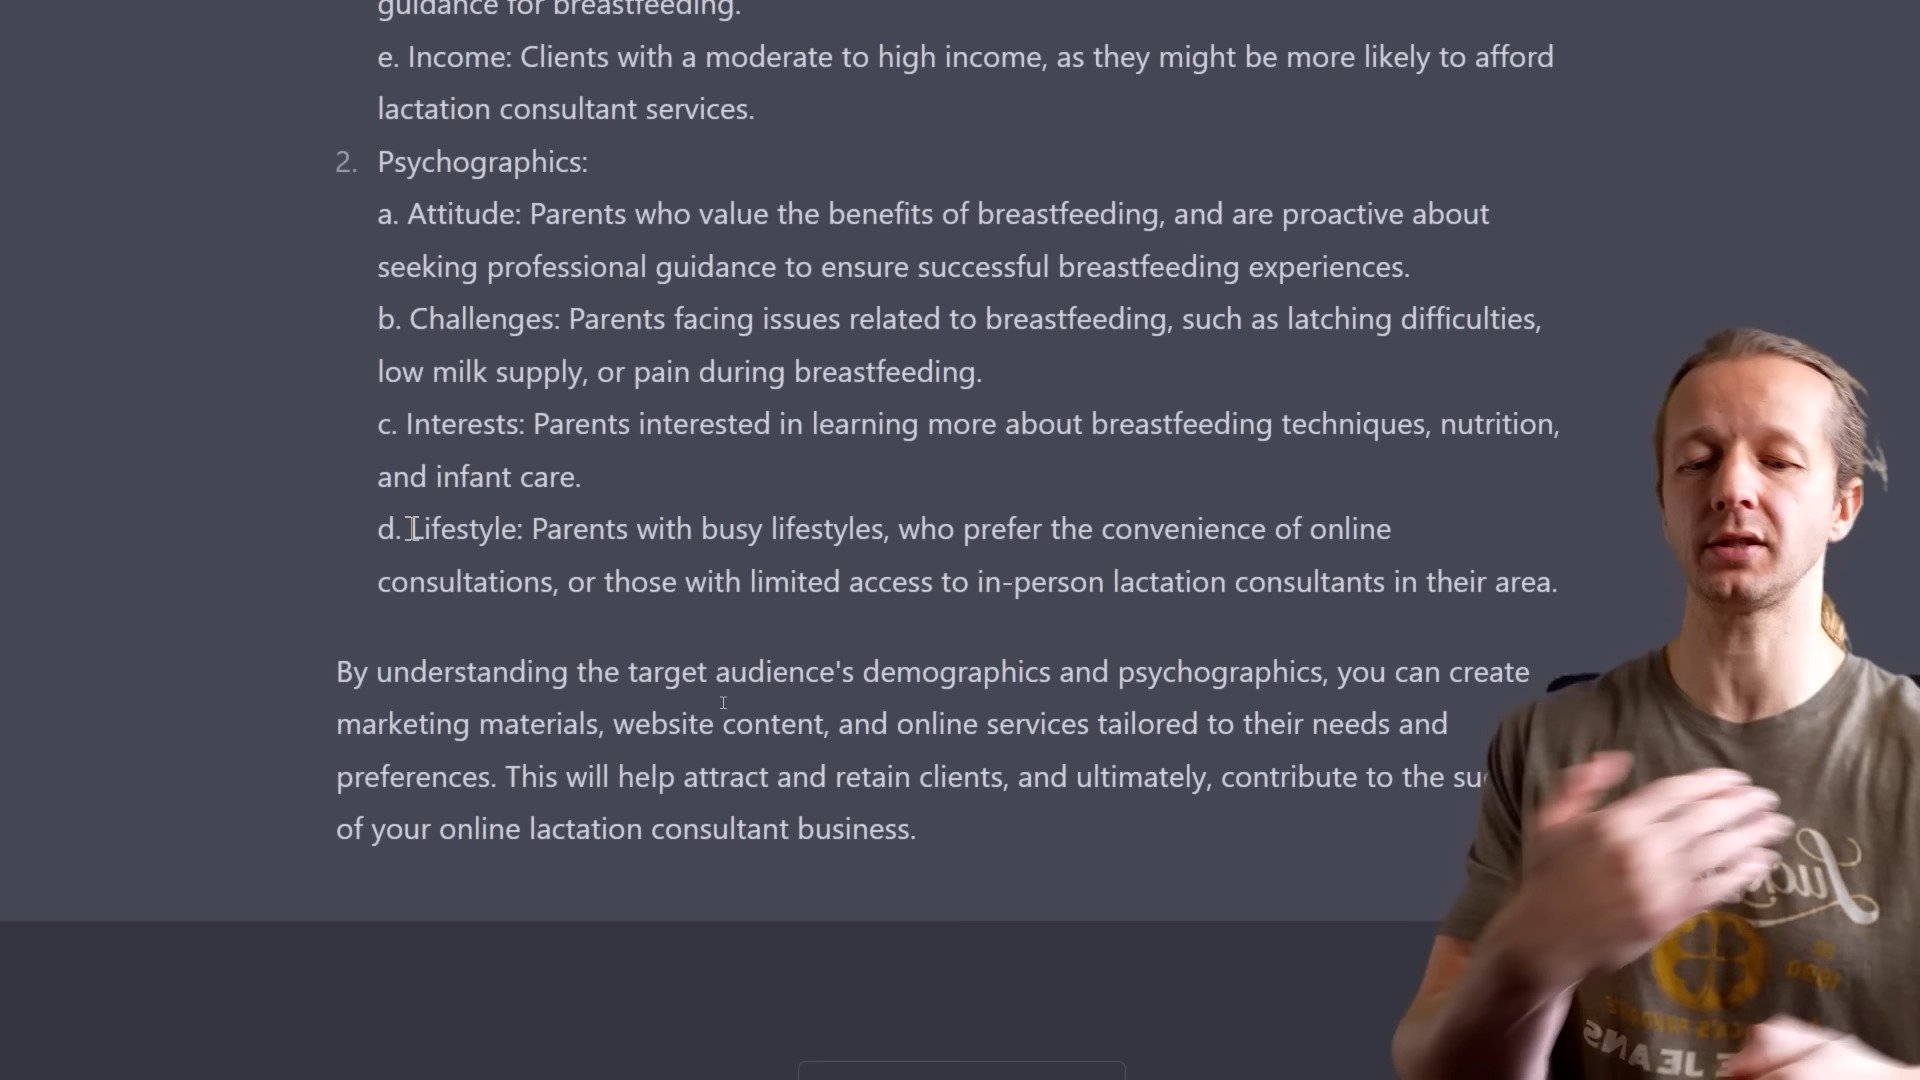 guidance for breastfeeding.
e. Income: Clients with a moderate to high income, as they might be more likely to afford
lactation consultant services.
2. Psychographics:
a. Attitude: Parents who value the benefits of breastfeeding, and are proactive about
seeking professional guidance to ensure successful breastfeeding experiences.
b. Challenges: Parents facing issues related to breastfeeding, such as latching difficulties,
low milk supply, or pain during breastfeeding.
c. Interests: Parents interested in learning more about breastfeeding techniques, nutrition,
and infant care.
d. Lifestyle: Parents with busy lifestyles, who prefer the convenience of online
consultations, or those with limited access to in-person lactation consultants in their area.
By understanding the target audience's demographics and psychographics, you can create
marketing materials, website content, and online services tailored to their needs and
preferences. This will help attract and retain clients, and ultimately, contribute to the
of your online lactation consultant business.
JEANS